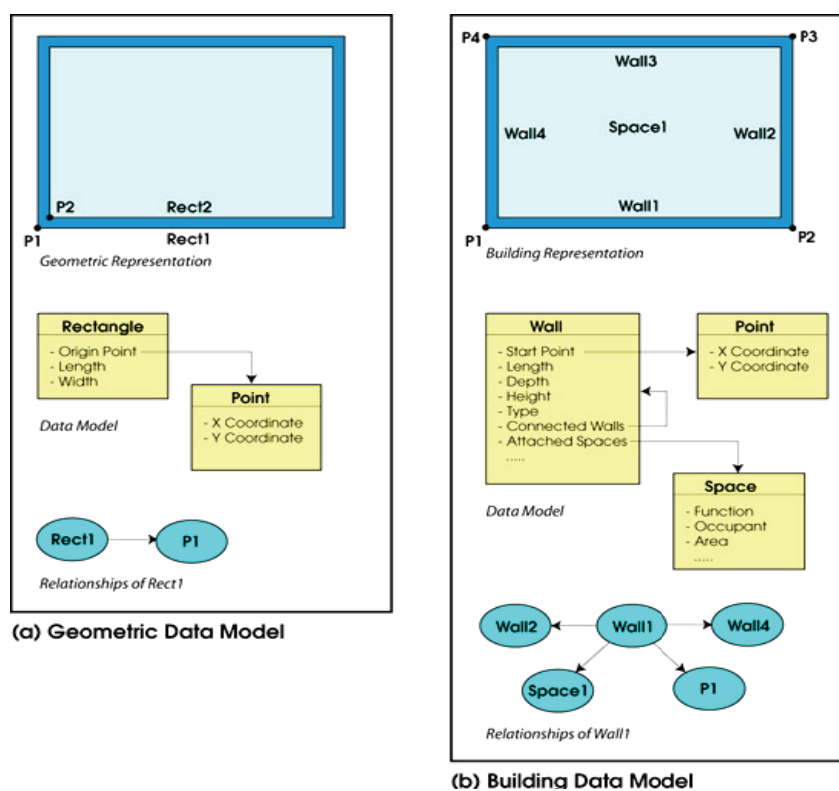 P2
Rect2
P1
Rect1
Geometric Representation
Rectangle
- Origin Point
- Length
- Width
Point
- X Coordinate
- Y Coordinate
Data Model
Rect1
P1
Relationships of Rect1
(a) Geometric Data Model
P4
P3
Wall3
Wall4
Space1
Wall2
Wall1
P1
P2
Building Representation
Wall
- Start Point
- Length
- Depth
- Height
- Type
- Connected Walls
- Attached Spaces
.....
Point
- X Coordinate
- Y Coordinate
Data Model
Space
- Function
- Occupant
- Area
.....
Wall2
Wall1
Wall4
Space1
P1
Relationships of Wall1
(b) Building Data Model